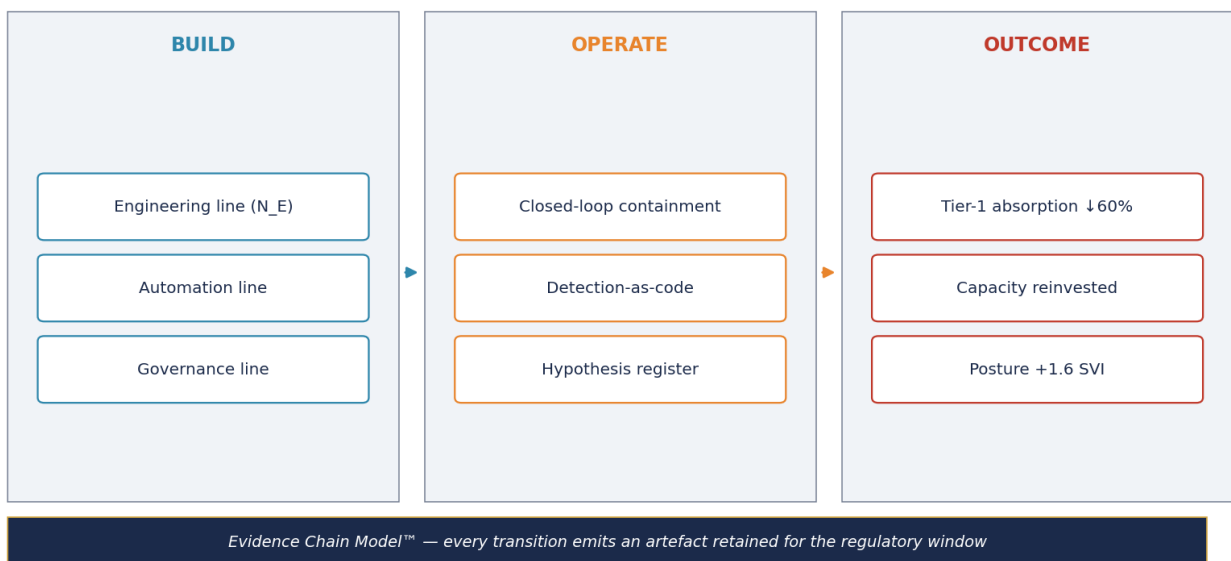 BUILD
Engineering line (N_E)
Automation line
Governance line
OPERATE
Closed-loop containment
Detection-as-code
Hypothesis register
OUTCOME
Tier-1 absorption ↓60%
Capacity reinvested
Posture +1.6 SVI
Evidence Chain Model™ — every transition emits an artefact retained for the regulatory window